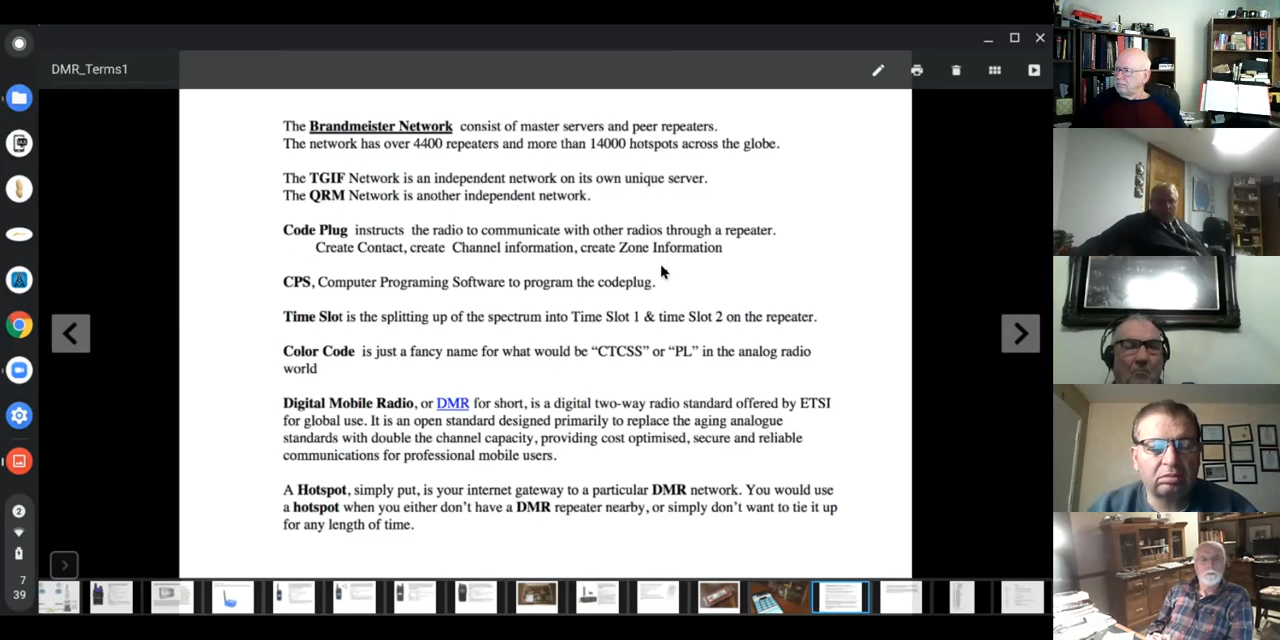 DMR_Terms1
The Brandmeister Network consist of master servers and peer repeaters.
The network has over 4400 repeaters and more than 14000 hotspots across the globe.
The TGIF Network is an independent network on its own unique server.
The QRM Network is another independent network.
Code Plug instructs the radio to communicate with other radios through a repeater.
Create Contact, create Channel information, create Zone Information
CPS, Computer Programing Software to program the codeplug.
Time Slot is the splitting up of the spectrum into Time Slot 1 & time Slot 2 on the repeater.
Color Code is just a fancy name for what would be “CTCSS” or “PL” in the analog radio
world
Digital Mobile Radio, or DMR for short, is a digital two-way radio standard offered by ETSI
for global use. It is an open standard designed primarily to replace the aging analogue
standards with double the channel capacity, providing cost optimised, secure and reliable
communications for professional mobile users.
A Hotspot, simply put, is your internet gateway to a particular DMR network. You would use
a hotspot when you either don’t have a DMR repeater nearby, or simply don’t want to tie it up
for any length of time.
2
7
39